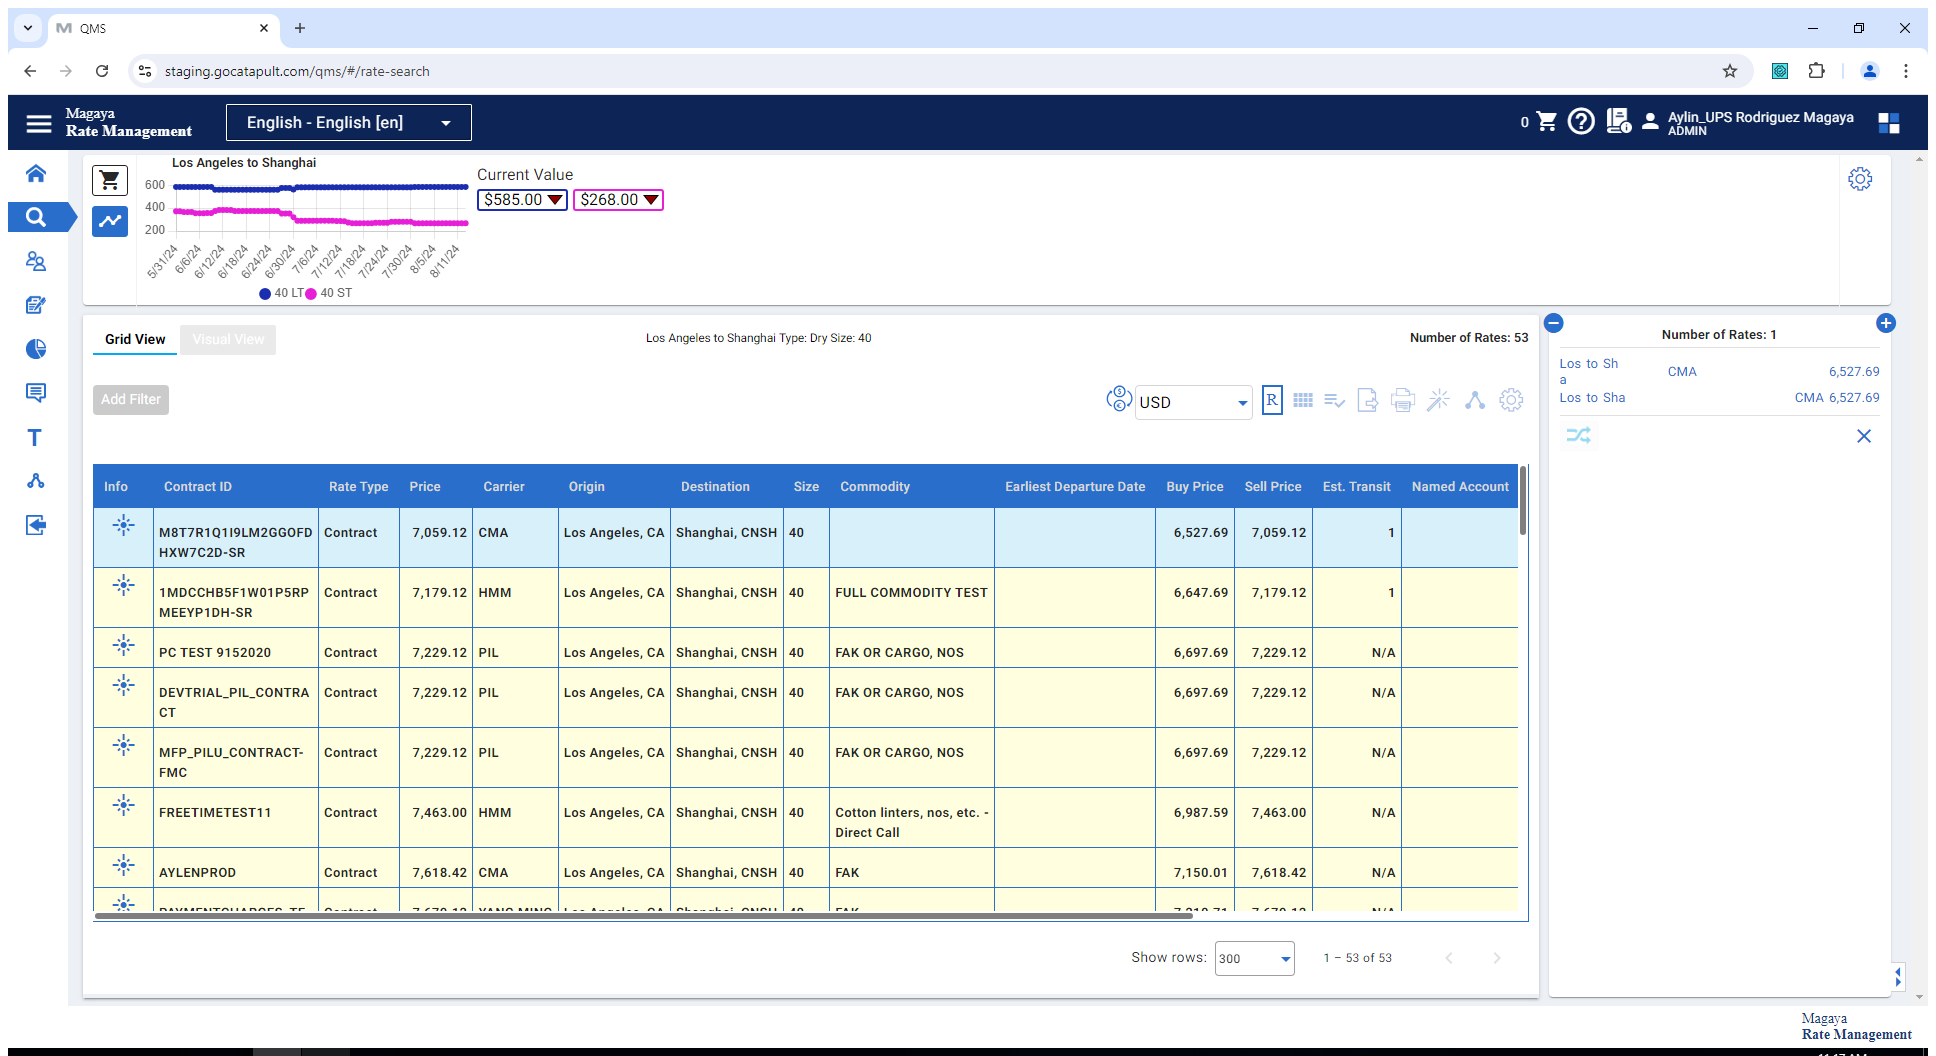 QMS
staging.gocatapult.com/qms/#/rate-search
Magaya
Rate Management
English - English [en]
0
Aylin_UPS Rodriguez Magaya
ADMIN
Los Angeles to Shanghai
600
400
200
5/31/24 6/6/24 6/12/24 6/18/24 6/24/24 6/30/24 7/6/24 7/12/24 7/18/24 7/24/24 7/30/24 8/5/24 8/11/24
40 LT 40 ST
Current Value
$585.00 $268.00
Grid View Visual View
Los Angeles to Shanghai Type: Dry Size: 40
Number of Rates: 53
Add Filter
USD
R
Info Contract ID Rate Type Price Carrier Origin Destination Size Commodity Earliest Departure Date Buy Price Sell Price Est. Transit Named Account
M8T7R1Q1I9LM2GGOFD
HXW7C2D-SR
Contract 7,059.12 CMA Los Angeles, CA Shanghai, CNSH 40 6,527.69 7,059.12 1
1MDCCHB5F1W01P5RP
MEEYP1DH-SR
Contract 7,179.12 HMM Los Angeles, CA Shanghai, CNSH 40 FULL COMMODITY TEST 6,647.69 7,179.12 1
PC TEST 9152020 Contract 7,229.12 PIL Los Angeles, CA Shanghai, CNSH 40 FAK OR CARGO, NOS 6,697.69 7,229.12 N/A
DEVTRIAL_PIL_CONTRA
CT
Contract 7,229.12 PIL Los Angeles, CA Shanghai, CNSH 40 FAK OR CARGO, NOS 6,697.69 7,229.12 N/A
MFP_PILU_CONTRACT-
FMC
Contract 7,229.12 PIL Los Angeles, CA Shanghai, CNSH 40 FAK OR CARGO, NOS 6,697.69 7,229.12 N/A
FREETIMETEST11 Contract 7,463.00 HMM Los Angeles, CA Shanghai, CNSH 40 Cotton linters, nos, etc. -
Direct Call
6,987.59 7,463.00 N/A
AYLENPROD Contract 7,618.42 CMA Los Angeles, CA Shanghai, CNSH 40 FAK 7,150.01 7,618.42 N/A
Show rows: 300 1 – 53 of 53
Number of Rates: 1
Los to Sh
a
CMA 6,527.69
Los to Sha CMA 6,527.69
Magaya
Rate Management